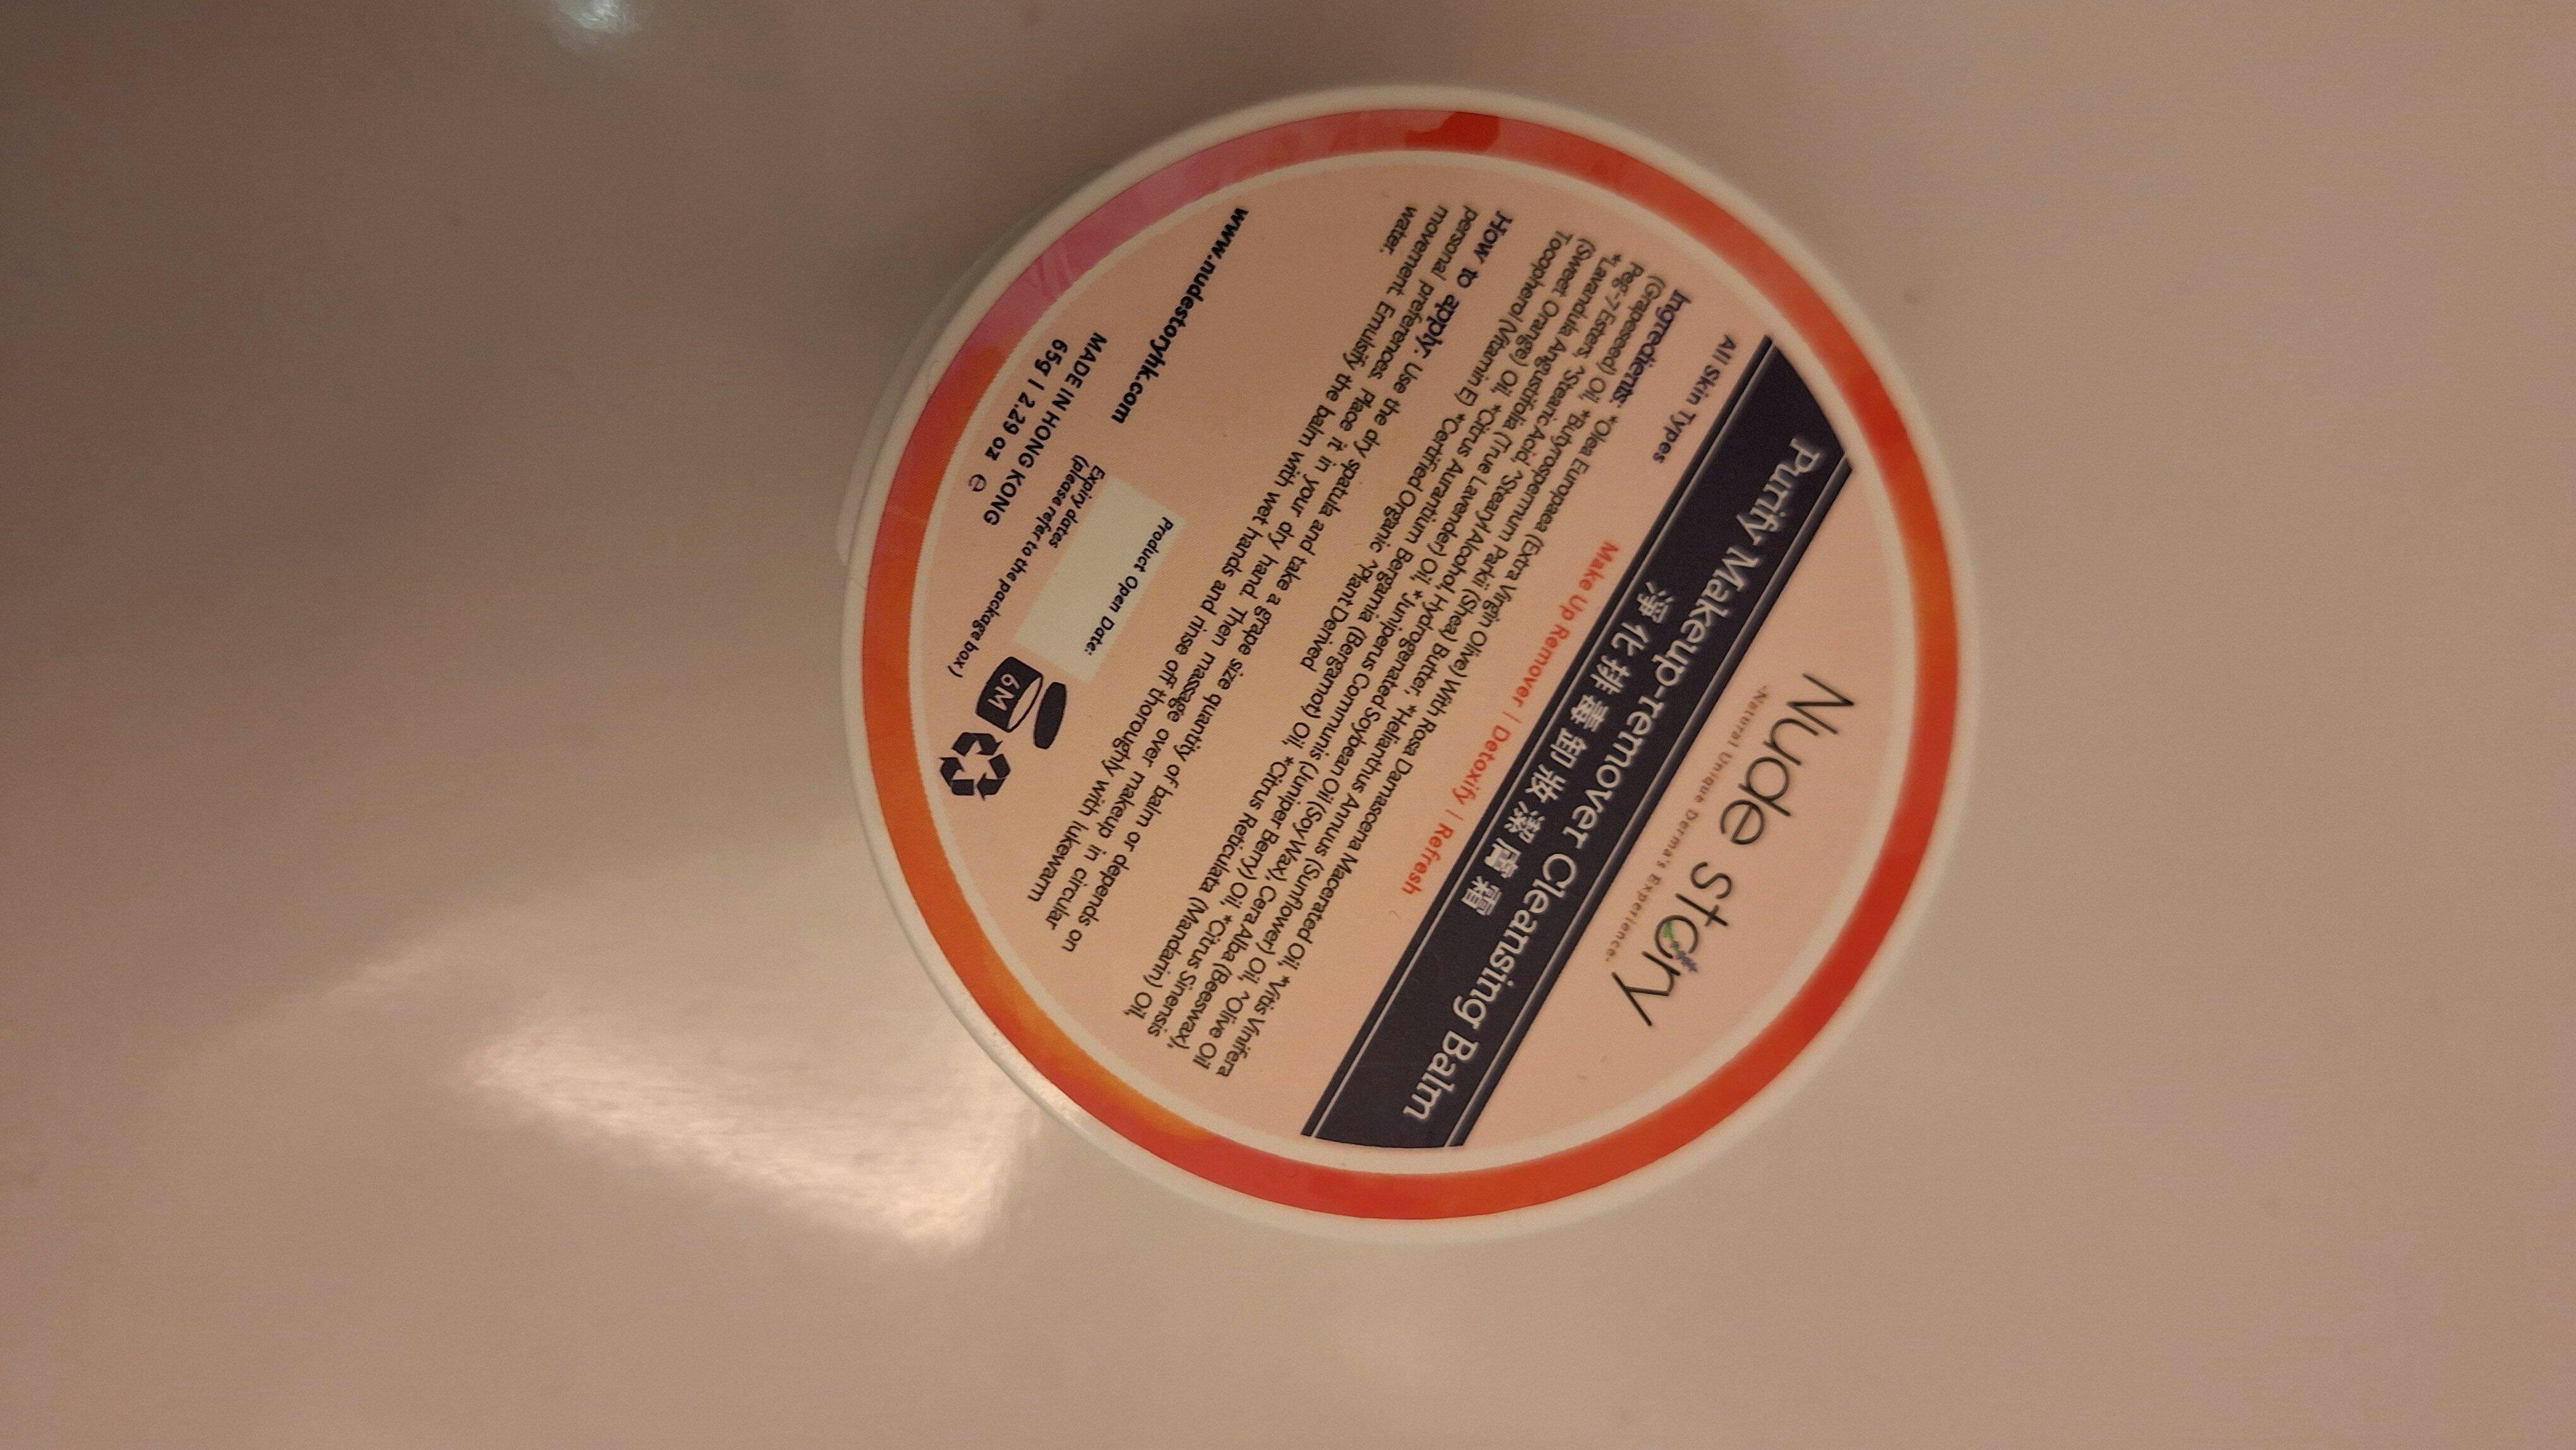 Nude story
-Natural Unique Derma's Experience-
Purify Makeup-remover Cleansing Balm
淨化排毒卸妝潔膚霜
All Skin Types
Make Up Remover / Detoxify / Refresh
Ingredients: *Olea Europaea (Extra Virgin Olive) With Rosa Damascena Macerated Oil, *Vitis Vinifera
(Grapeseed) Oil, *Butyrospermum Parkii (Shea) Butter, *Helianthus Annuus (Sunflower) Oil, ^Olive Oil
Peg-7 Esters, ^Stearic Acid, ^Stearyl Alcohol, Hydrogenated Soybean Oil (Soy Wax), Cera Alba (Beeswax),
*Lavandula Angustifolia (True Lavender) Oil, *Juniperus Communis (Juniper Berry) Oil, *Citrus Sinensis
(Sweet Orange) Oil, *Citrus Aurantium Bergamia (Bergamot) Oil, *Citrus Reticulata (Mandarin) Oil,
Tocopherol (Vitamin E) *Certified Organic ^Plant Derived
How to apply: Use the dry spatula and take a grape size quantity of balm or depends on
personal preferences. Place it in your dry hand. Then massage over makeup in circular
movement. Emulsify the balm with wet hands and rinse off thoroughly with lukewarm
water.
www.nudestoryhk.com
Product Open Date:
MADE IN HONG KONG
65g | 2.29 oz e
Expiry dates
(please refer to the package box)
6M